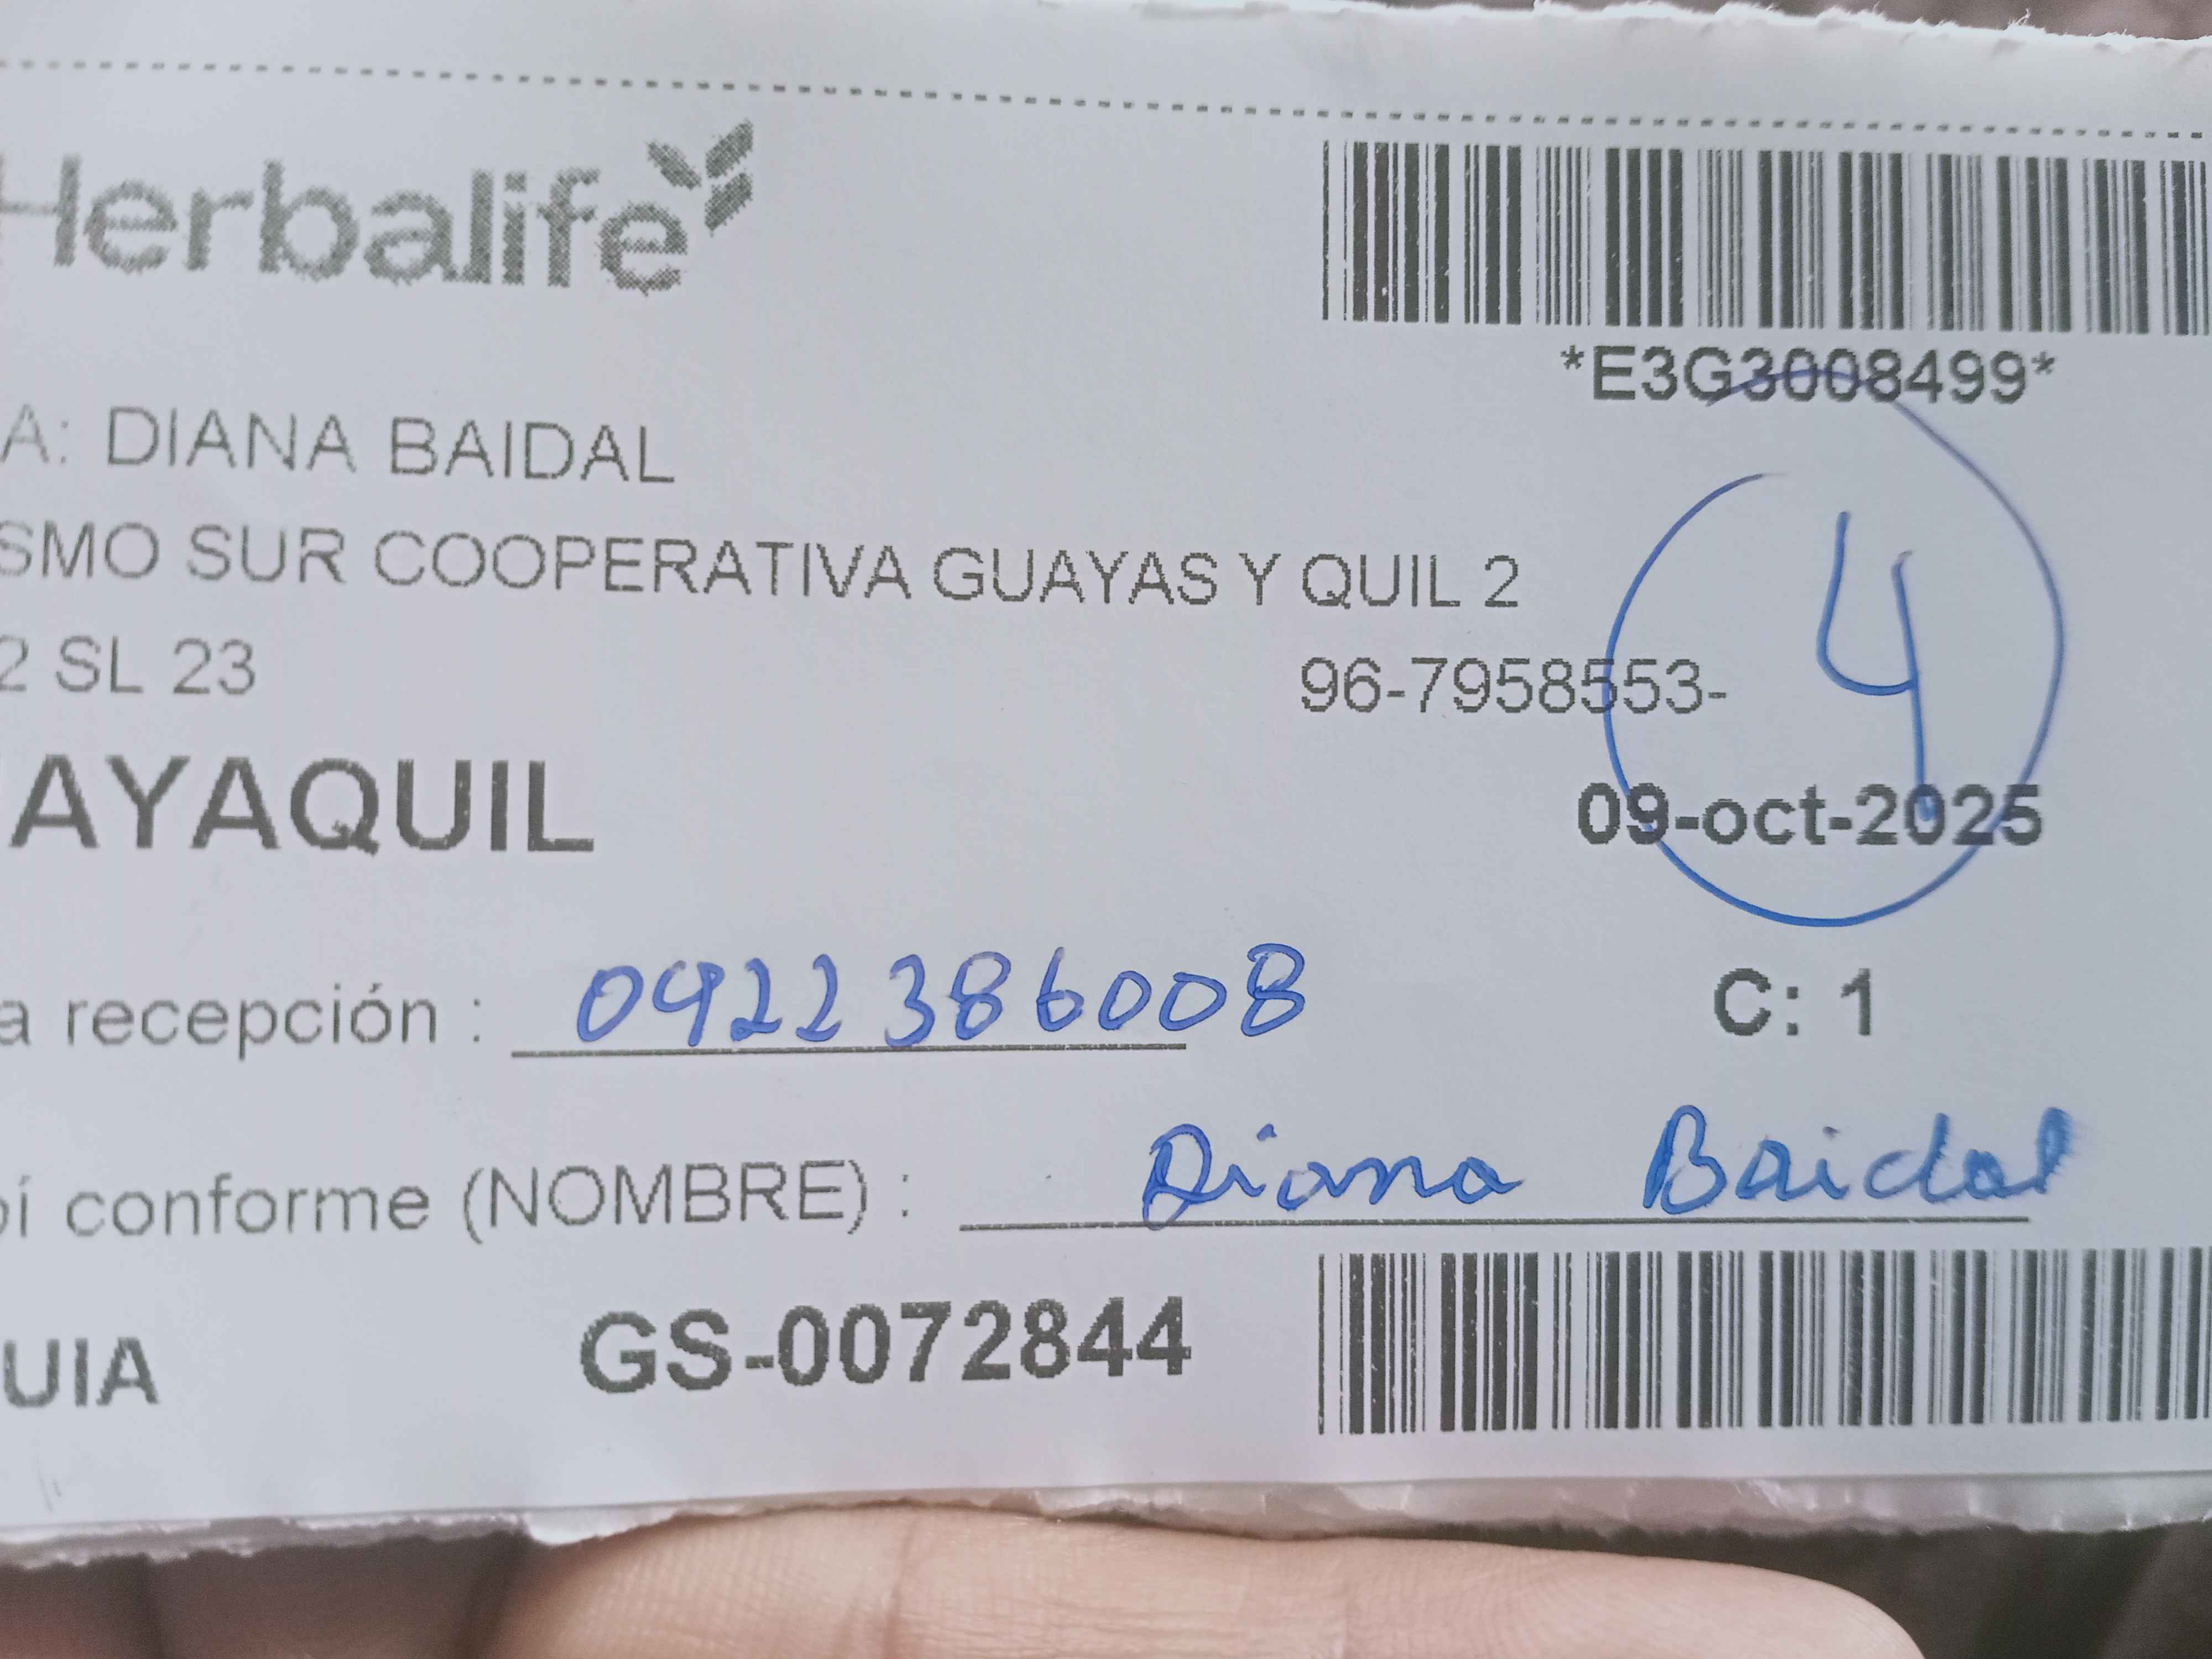 Herbalife
*E3G3008499*
A: DIANA BAIDAL
SMO SUR COOPERATIVA GUAYAS Y QUIL 2
2 SL 23
96-7958553-
4
AYAQUIL
09-oct-2025
a recepción : 0922386008
C: 1
bí conforme (NOMBRE) : Diana Baidal
UIA GS-0072844